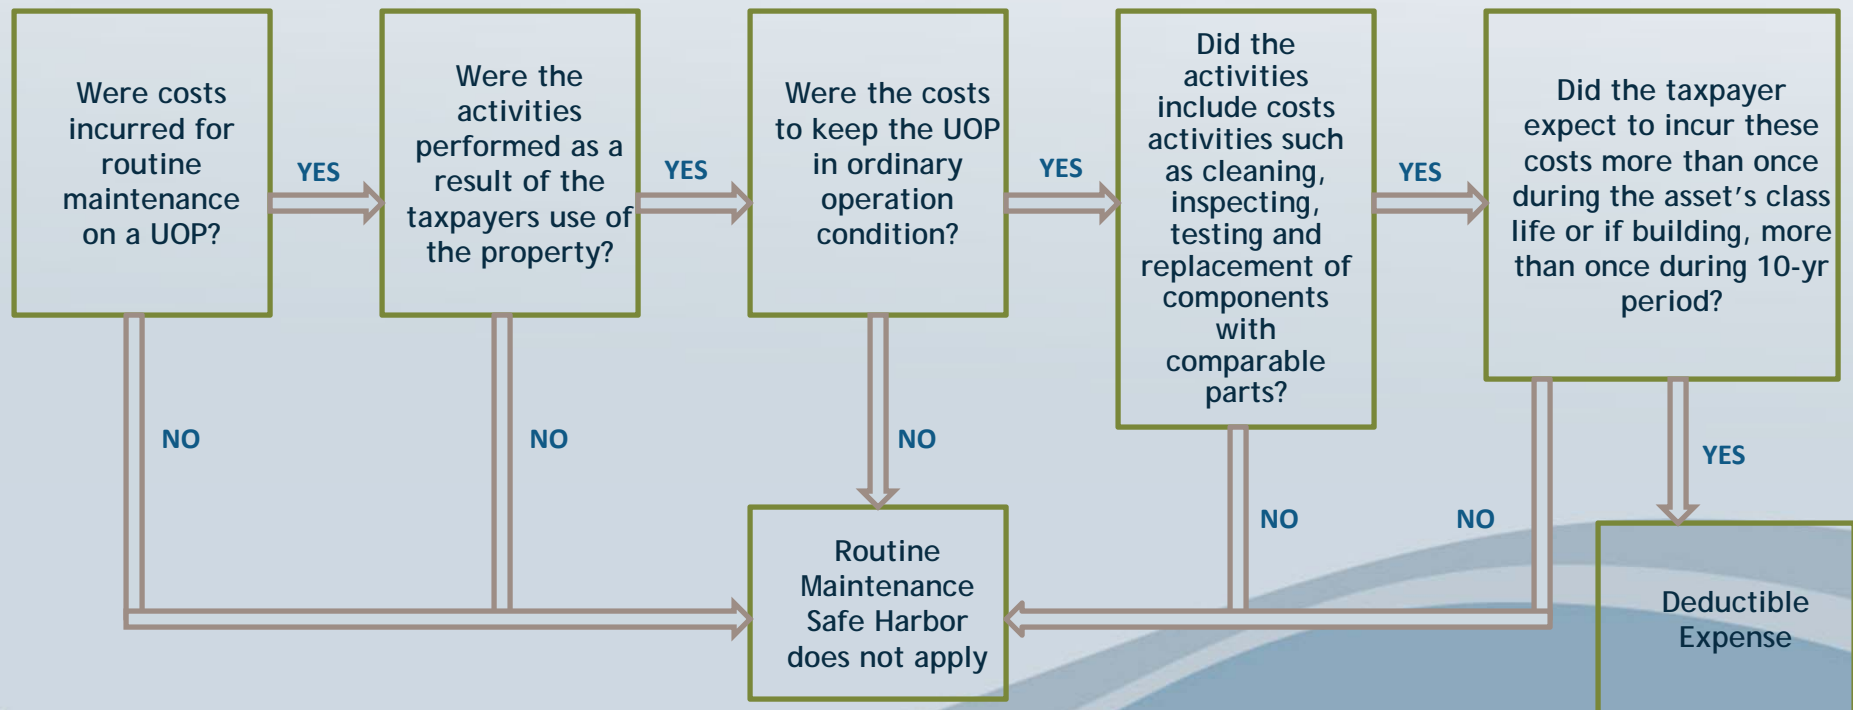 Were costs
incurred for
routine
maintenance
on a UOP?
YES
Were the
activities
performed as a
result of the
taxpayers use of
the property?
YES
Were the costs
to keep the UOP
in ordinary
operation
condition?
YES
Did the
activities
include costs
activities such
as cleaning,
inspecting,
testing and
replacement of
components
with
comparable
parts?
YES
Did the taxpayer
expect to incur these
costs more than once
during the asset's class
life or if building, more
than once during 10-yr
period?
NO
NO
NO
NO
NO
YES
Routine
Maintenance
Safe Harbor
does not apply
Deductible
Expense